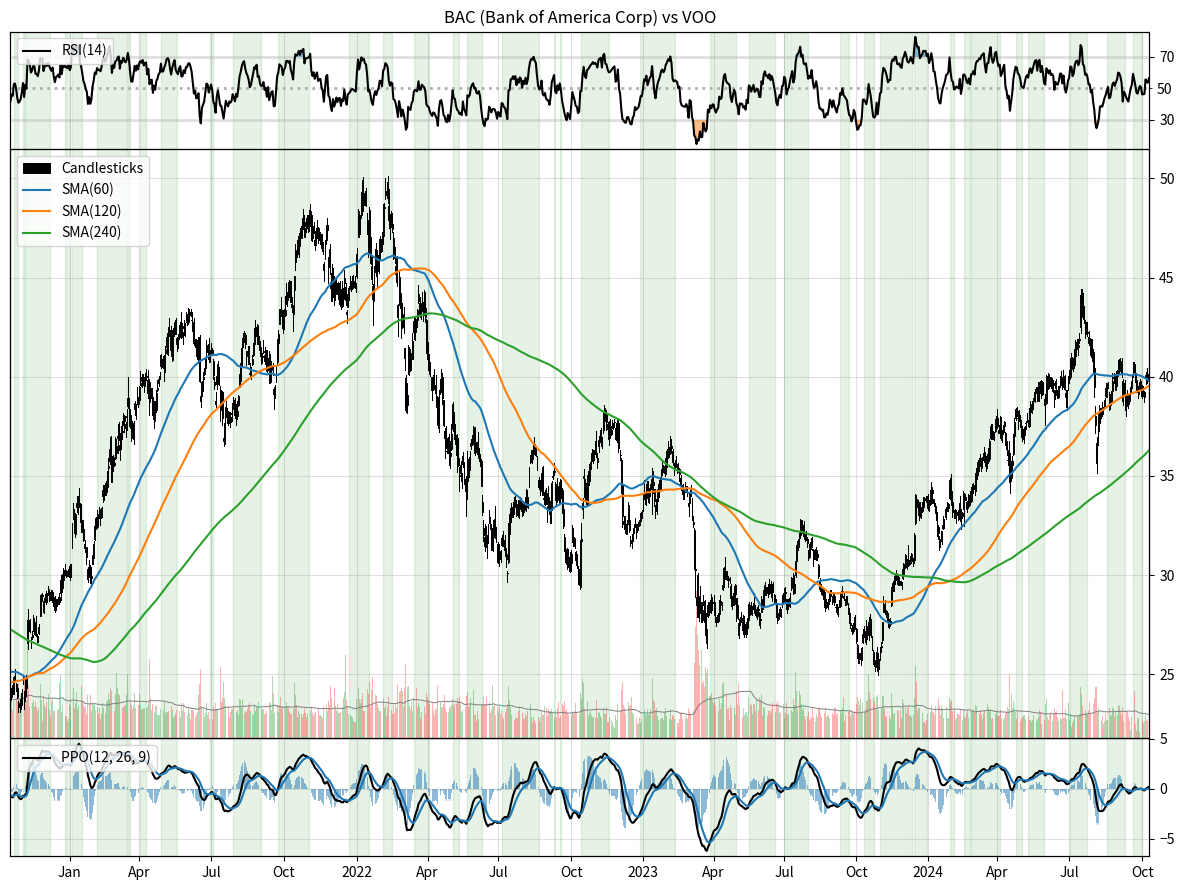 BAC (Bank of America Corp) vs VOO
RSI(14)
70
50
30
Candlesticks
SMA(60)
SMA(120)
SMA(240)
50
45
40
35
30
25
PPO(12, 26, 9)
5
0
−5
Jan Apr Jul Oct 2022 Apr Jul Oct 2023 Apr Jul Oct 2024 Apr Jul Oct